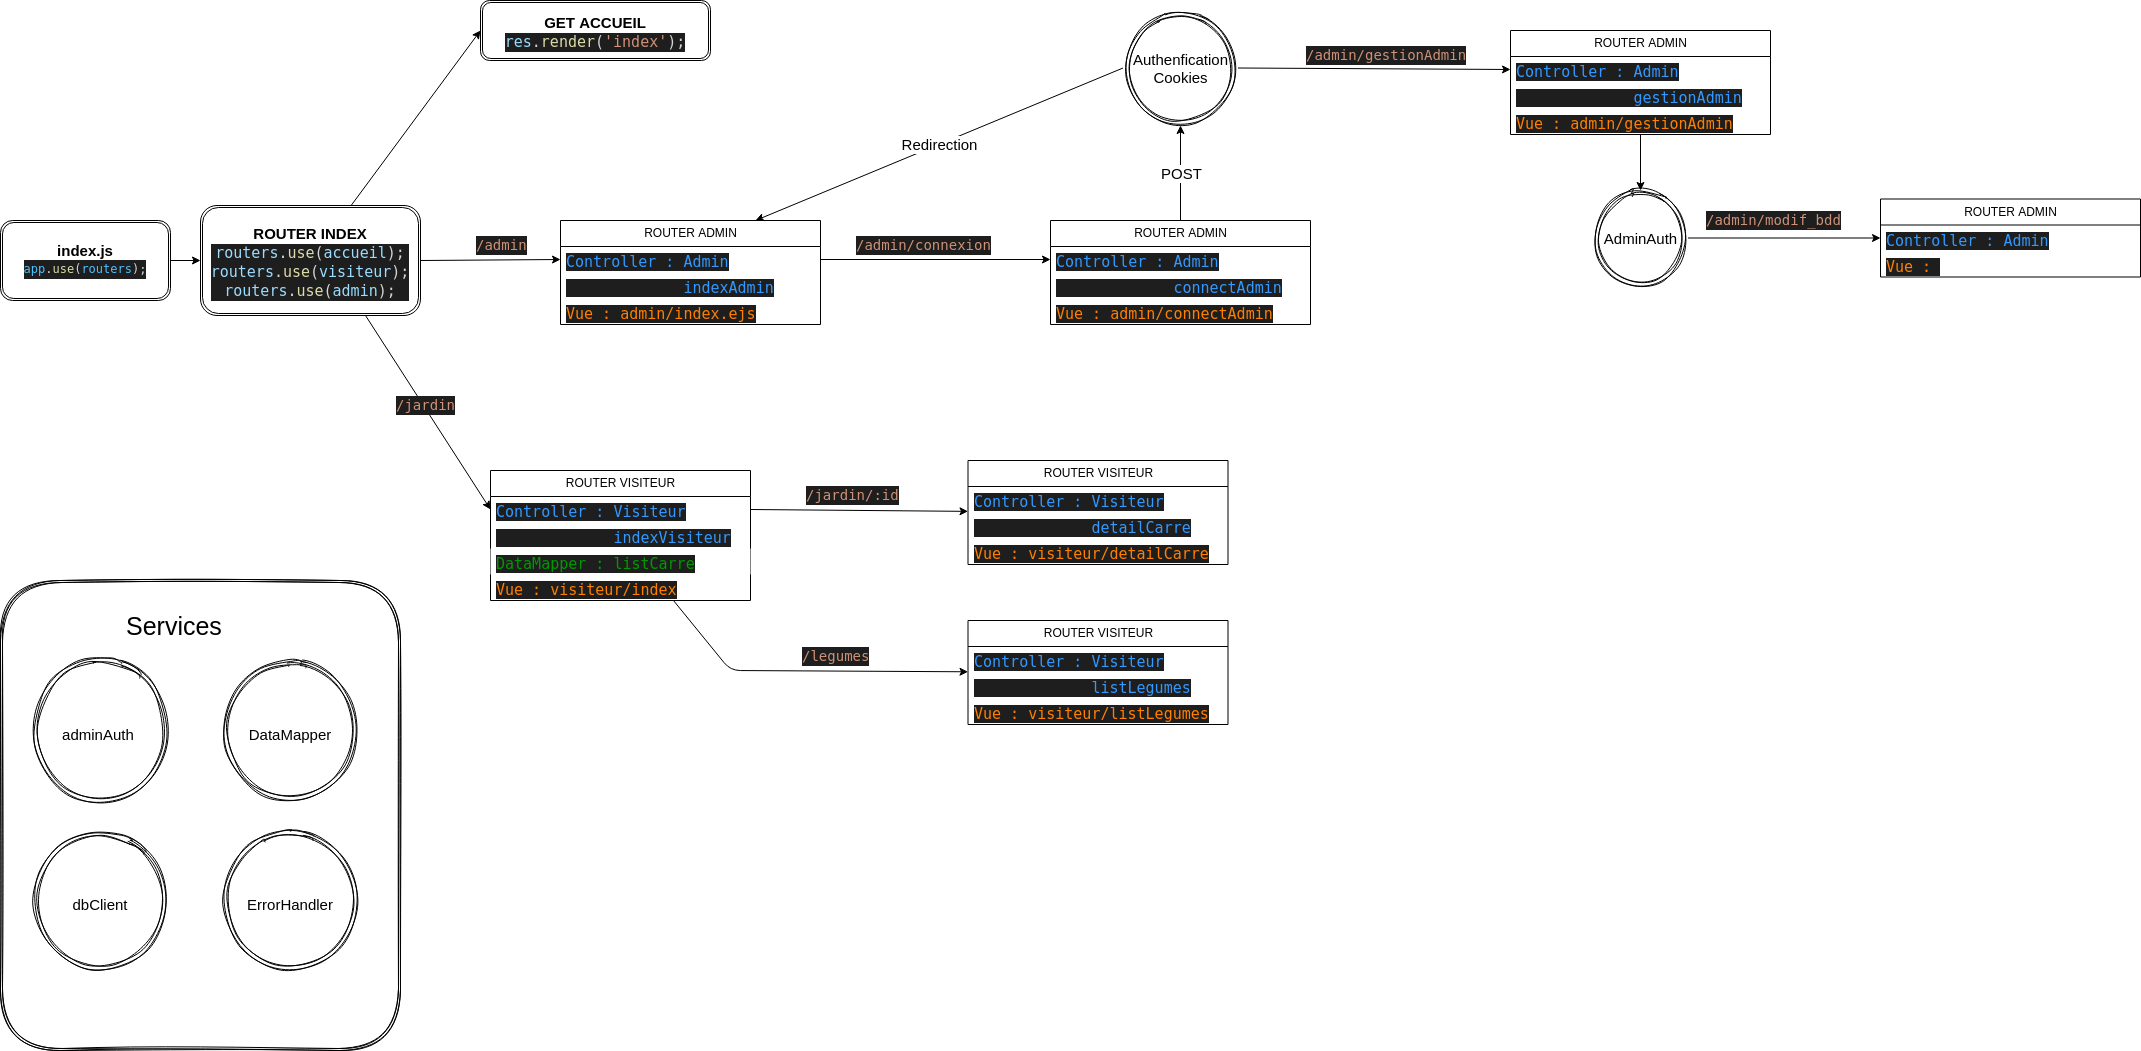 GET ACCUEIL
res.render('index');
Authenfication
Cookies
/admin/gestionAdmin
ROUTER ADMIN
Controller : Admin
gestionAdmin
Vue : admin/gestionAdmin
Redirection
POST
index.js
app.use(routers);
ROUTER INDEX
routers.use(accueil);
routers.use(visiteur);
routers.use(admin);
/admin
ROUTER ADMIN
Controller : Admin
indexAdmin
Vue : admin/index.ejs
/admin/connexion
ROUTER ADMIN
Controller : Admin
connectAdmin
Vue : admin/connectAdmin
AdminAuth
/admin/modif_bdd
ROUTER ADMIN
Controller : Admin
Vue :
/jardin
ROUTER VISITEUR
Controller : Visiteur
indexVisiteur
DataMapper : listCarre
Vue : visiteur/index
/jardin/:id
ROUTER VISITEUR
Controller : Visiteur
detailCarre
Vue : visiteur/detailCarre
/legumes
ROUTER VISITEUR
Controller : Visiteur
listLegumes
Vue : visiteur/listLegumes
Services
adminAuth
DataMapper
dbClient
ErrorHandler